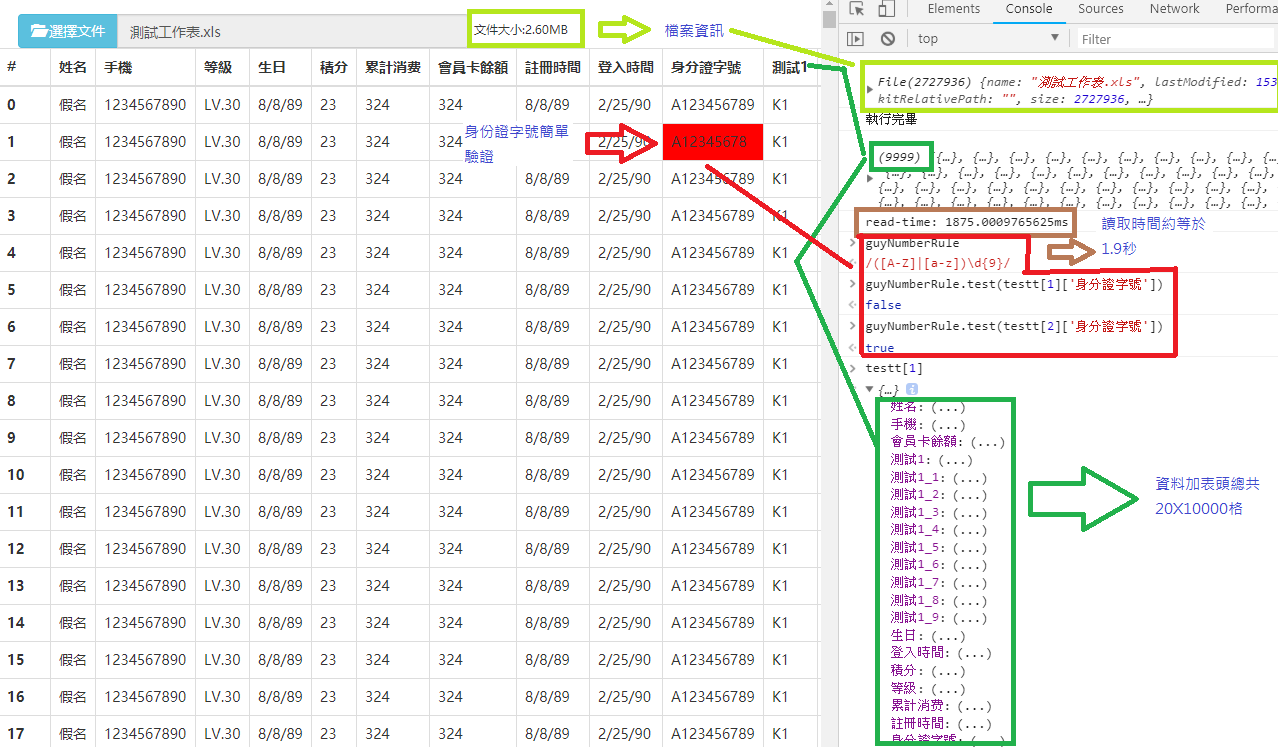 選擇文件 測試工作表.xls 文件大小:2.60MB 檔案資訊
# 姓名 手機 等級 生日 積分 累計消費 會員卡餘額 註冊時間 登入時間 身分證字號 測試1
0 假名 1234567890 LV.30 8/8/89 23 324 324 8/8/89 2/25/90 A123456789 K1
1 假名 1234567890 LV.30 8/8/89 23 324 324 身份證字號簡單 2/25/90 A12345678 K1
驗證
2 假名 1234567890 LV.30 8/8/89 23 324 324 8/8/89 2/25/90 A123456789 K1
3 假名 1234567890 LV.30 8/8/89 23 324 324 8/8/89 2/25/90 A123456789 K1
4 假名 1234567890 LV.30 8/8/89 23 324 324 8/8/89 2/25/90 A123456789 K1
5 假名 1234567890 LV.30 8/8/89 23 324 324 8/8/89 2/25/90 A123456789 K1
6 假名 1234567890 LV.30 8/8/89 23 324 324 8/8/89 2/25/90 A123456789 K1
7 假名 1234567890 LV.30 8/8/89 23 324 324 8/8/89 2/25/90 A123456789 K1
8 假名 1234567890 LV.30 8/8/89 23 324 324 8/8/89 2/25/90 A123456789 K1
9 假名 1234567890 LV.30 8/8/89 23 324 324 8/8/89 2/25/90 A123456789 K1
10 假名 1234567890 LV.30 8/8/89 23 324 324 8/8/89 2/25/90 A123456789 K1
11 假名 1234567890 LV.30 8/8/89 23 324 324 8/8/89 2/25/90 A123456789 K1
12 假名 1234567890 LV.30 8/8/89 23 324 324 8/8/89 2/25/90 A123456789 K1
13 假名 1234567890 LV.30 8/8/89 23 324 324 8/8/89 2/25/90 A123456789 K1
14 假名 1234567890 LV.30 8/8/89 23 324 324 8/8/89 2/25/90 A123456789 K1
15 假名 1234567890 LV.30 8/8/89 23 324 324 8/8/89 2/25/90 A123456789 K1
16 假名 1234567890 LV.30 8/8/89 23 324 324 8/8/89 2/25/90 A123456789 K1
17 假名 1234567890 LV.30 8/8/89 23 324 324 8/8/89 2/25/90 A123456789 K1
Elements Console Sources Network Performa
top Filter
File(2727936) {name: "測試工作表.xls", lastModified: 153
kitRelativePath: "", size: 2727936, …}
執行完畢
(9999) {…}, {…}, {…}, {…}, {…}, {…}, {…}, {…}, {…}, {…
{…}, {…}, {…}, {…}, {…}, {…}, {…}, {…}, {…}, {…}, {…},
{…}, {…}, {…}, {…}, {…}, {…}, {…}, {…}, {…}, {…}, {…},
{…}, {…}, {…}, {…}, {…}, {…}, {…}, {…}, {…}, {…}, {…},
read-time: 1875.0009765625ms
讀取時間約等於
1.9秒
guyNumberRule
/([A-Z]|[a-z])\d{9}/
guyNumberRule.test(testt[1]['身分證字號'])
false
guyNumberRule.test(testt[2]['身分證字號'])
true
testt[1]
{…}
姓名: (...)
手機: (...)
會員卡餘額: (...)
測試1: (...)
測試1_1: (...)
測試1_2: (...)
測試1_3: (...)
測試1_4: (...)
測試1_5: (...)
測試1_6: (...)
測試1_7: (...)
測試1_8: (...)
測試1_9: (...)
生日: (...)
登入時間: (...)
積分: (...)
等級: (...)
累計消費: (...)
註冊時間: (...)
身分證字號: (...)
資料加表頭總共
20X10000格